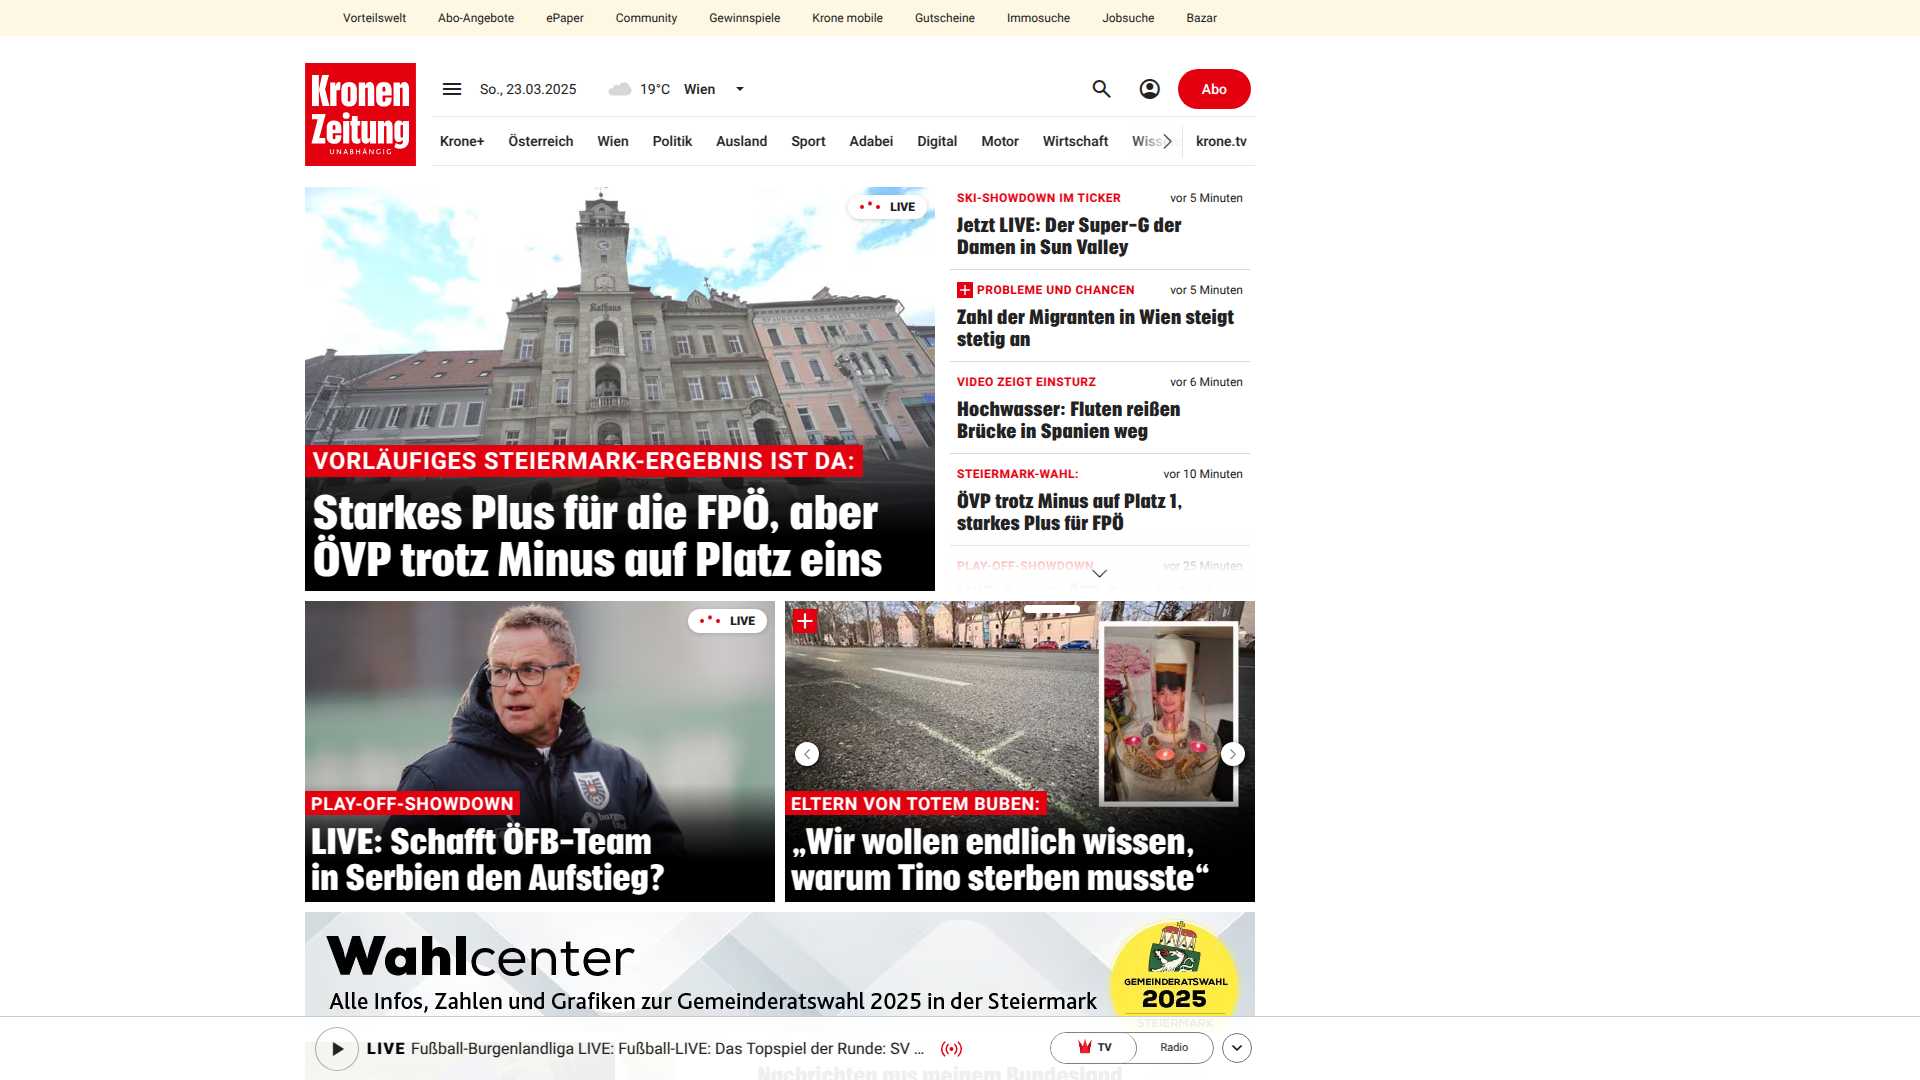 Vorteilswelt Abo-Angebote ePaper Community Gewinnspiele Krone mobile Gutscheine Immosuche Jobsuche Bazar
Kronen
Zeitung
UNABHÄNGIG
So., 23.03.2025 19°C Wien
Abo
Krone+ Österreich Wien Politik Ausland Sport Adabei Digital Motor Wirtschaft Wiss krone.tv
LIVE
Rathaus
VORLÄUFIGES STEIERMARK-ERGEBNIS IST DA:
Starkes Plus für die FPÖ, aber
ÖVP trotz Minus auf Platz eins
SKI-SHOWDOWN IM TICKER vor 5 Minuten
Jetzt LIVE: Der Super-G der
Damen in Sun Valley
PROBLEME UND CHANCEN vor 5 Minuten
Zahl der Migranten in Wien steigt
stetig an
VIDEO ZEIGT EINSTURZ vor 6 Minuten
Hochwasser: Fluten reißen
Brücke in Spanien weg
STEIERMARK-WAHL: vor 10 Minuten
ÖVP trotz Minus auf Platz 1,
starkes Plus für FPÖ
PLAY-OFF-SHOWDOWN vor 25 Minuten
LIVE
PLAY-OFF-SHOWDOWN
LIVE: Schafft ÖFB-Team
in Serbien den Aufstieg?
ELTERN VON TOTEM BUBEN:
„Wir wollen endlich wissen,
warum Tino sterben musste“
Wahlcenter
Alle Infos, Zahlen und Grafiken zur Gemeinderatswahl 2025 in der Steiermark
GEMEINDERATSWAHL
2025
STEIERMARK
LIVE Fußball-Burgenlandliga LIVE: Fußball-LIVE: Das Topspiel der Runde: SV ...
TV Radio
Nachrichten aus meinem Bundesland